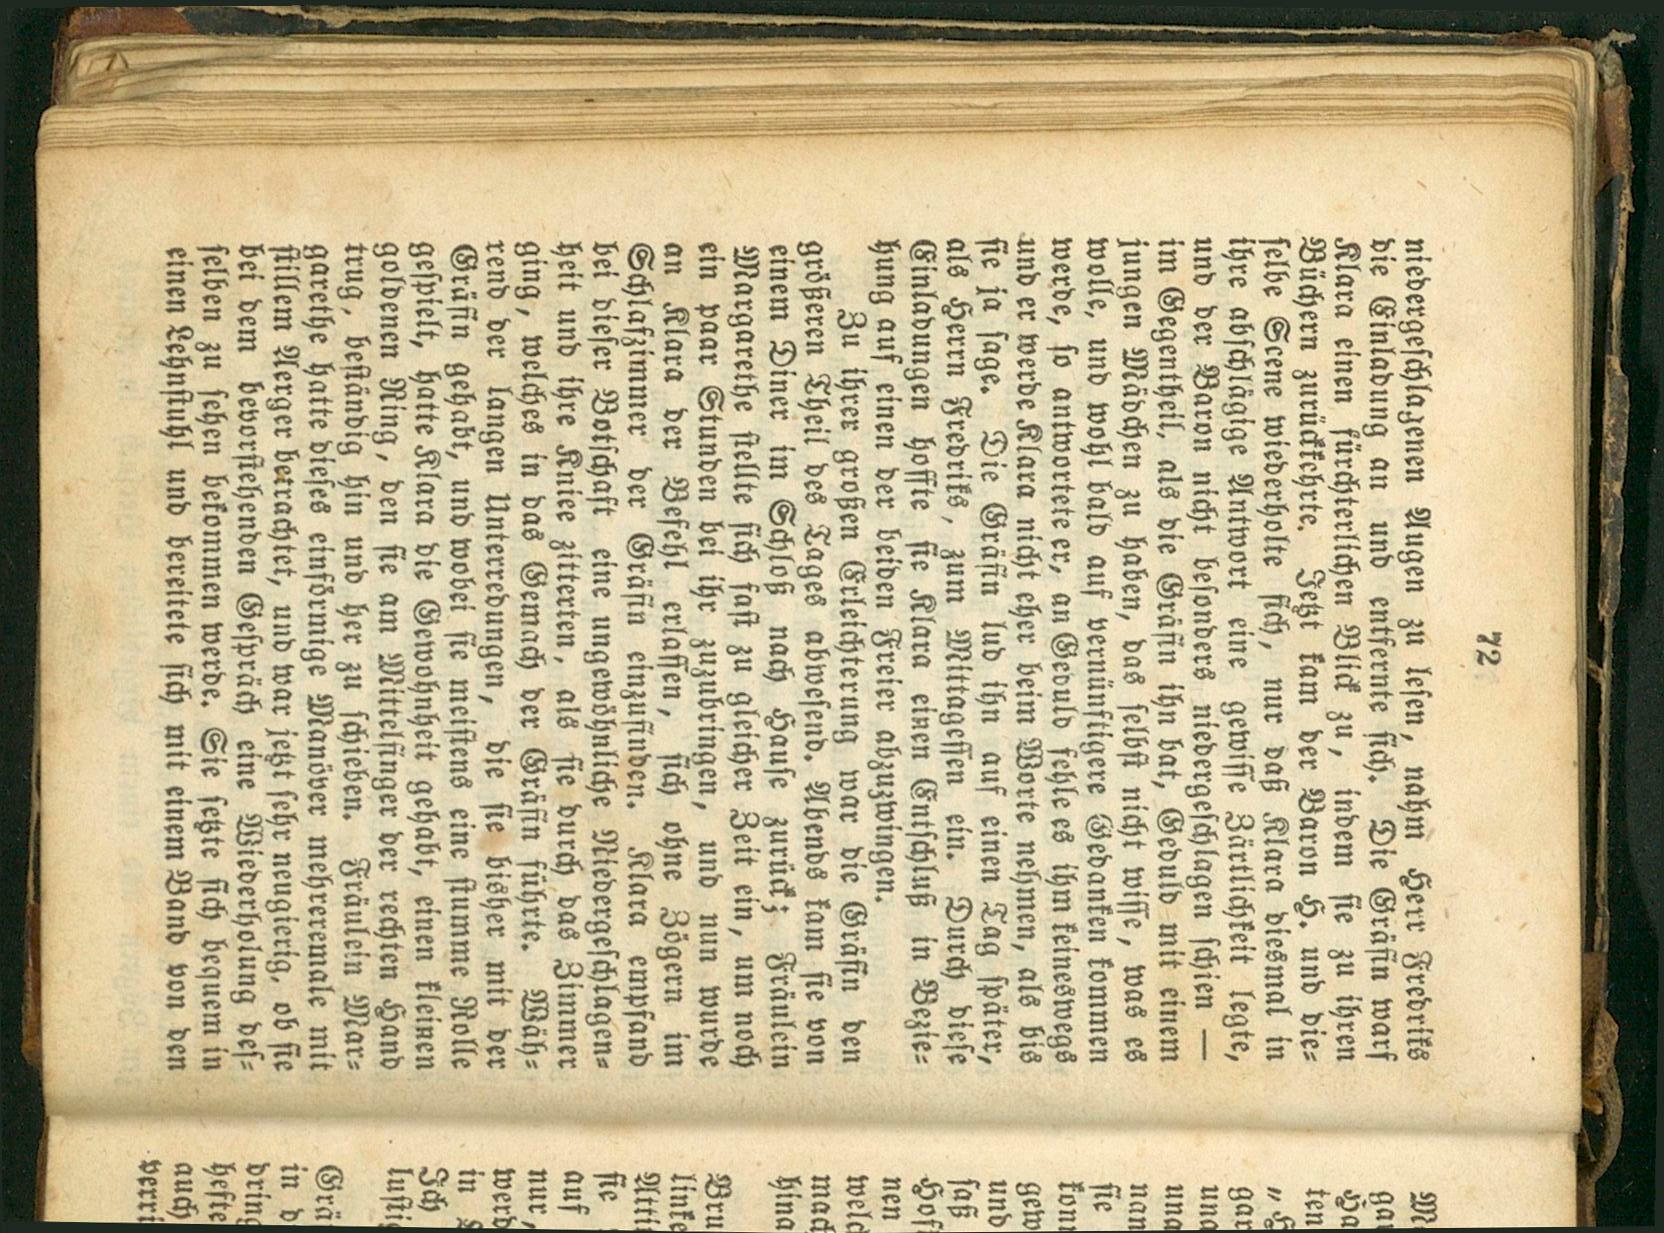 72
niedergeschlagenen Augen zu lesen, nahm Herr Fredriks
die Einladung an und entfernte sich. Die Gräfin warf
Klara einen fürchterlichen Blick zu, indem sie zu ihren
Büchern zurückkehrte. Jetzt kam der Baron H. und die-
selbe Scene wiederholte sich, nur daß Klara diesmal in
ihre abschlägige Antwort eine gewisse Zärtlichkeit legte,
und der Baron nicht besonders niedergeschlagen schien —
im Gegentheil, als die Gräfin ihn bat, Geduld mit einem
jungen Mädchen zu haben, das selbst nicht wisse, was es
wolle, und wohl bald auf vernünftigere Gedanken kommen
werde, so antwortete er, an Geduld fehle es ihm keineswegs
und er werde Klara nicht eher beim Worte nehmen, als bis
sie ja sage. Die Gräfin lud ihn auf einen Tag später,
als Herrn Fredriks, zum Mittagessen ein. Durch diese
Einladungen hoffte sie Klara einen Entschluß in Bezie-
hung auf einen der beiden Freier abzuzwingen.
Zu ihrer großen Erleichterung war die Gräfin den
größeren Theil des Tages abwesend. Abends kam sie von
einem Diner im Schloß nach Hause zurück; Fräulein
Margarethe stellte sich fast zu gleicher Zeit ein, um noch
ein paar Stunden bei ihr zuzubringen, und nun wurde
an Klara der Befehl erlassen, sich ohne Zögern im
Schlafzimmer der Gräfin einzufinden. Klara empfand
bei dieser Botschaft eine ungewöhnliche Niedergeschlagen-
heit und ihre Kniee zitterten, als sie durch das Zimmer
ging, welches in das Gemach der Gräfin führte. Wäh-
rend der langen Unterredungen, die sie bisher mit der
Gräfin gehabt, und wobei sie meistens eine stumme Rolle
gespielt, hatte Klara die Gewohnheit gehabt, einen kleinen
goldenen Ring, den sie am Mittelfinger der rechten Hand
trug, beständig hin und her zu schieben. Fräulein Mar-
garethe hatte dieses einförmige Manöver mehreremale mit
stillem Aerger betrachtet, und war jetzt sehr neugierig, ob sie
bei dem bevorstehenden Gespräch eine Wiederholung des-
selben zu sehen bekommen werde. Sie setzte sich bequem in
einen Lehnstuhl und bereitete sich mit einem Band von den